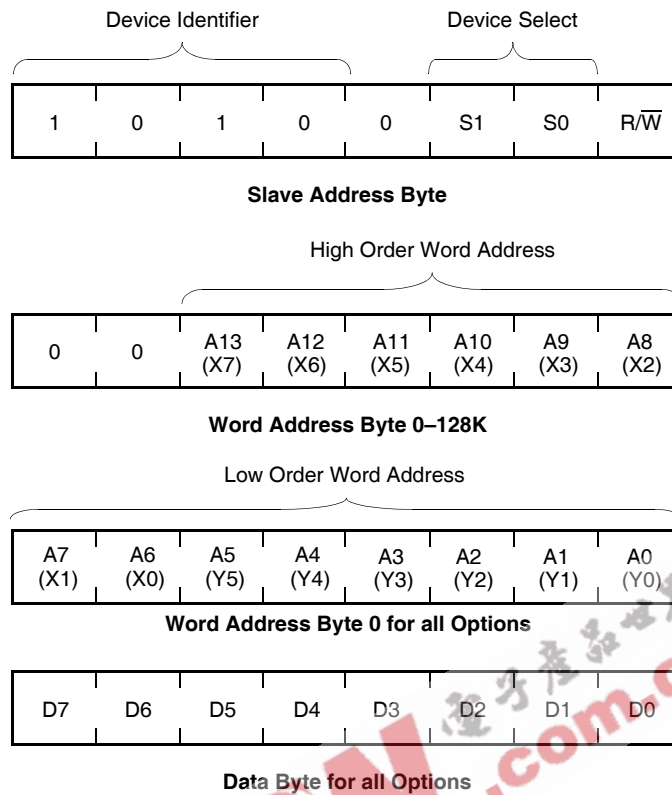 Device Identifier Device Select
1 0 1 0 0 S1 S0 R/W̅
Slave Address Byte
High Order Word Address
0 0 A13 A12 A11 A10 A9 A8
(X7) (X6) (X5) (X4) (X3) (X2)
Word Address Byte 0–128K
Low Order Word Address
A7 A6 A5 A4 A3 A2 A1 A0
(X1) (X0) (Y5) (Y4) (Y3) (Y2) (Y1) (Y0)
Word Address Byte 0 for all Options
D7 D6 D5 D4 D3 D2 D1 D0
Data Byte for all Options